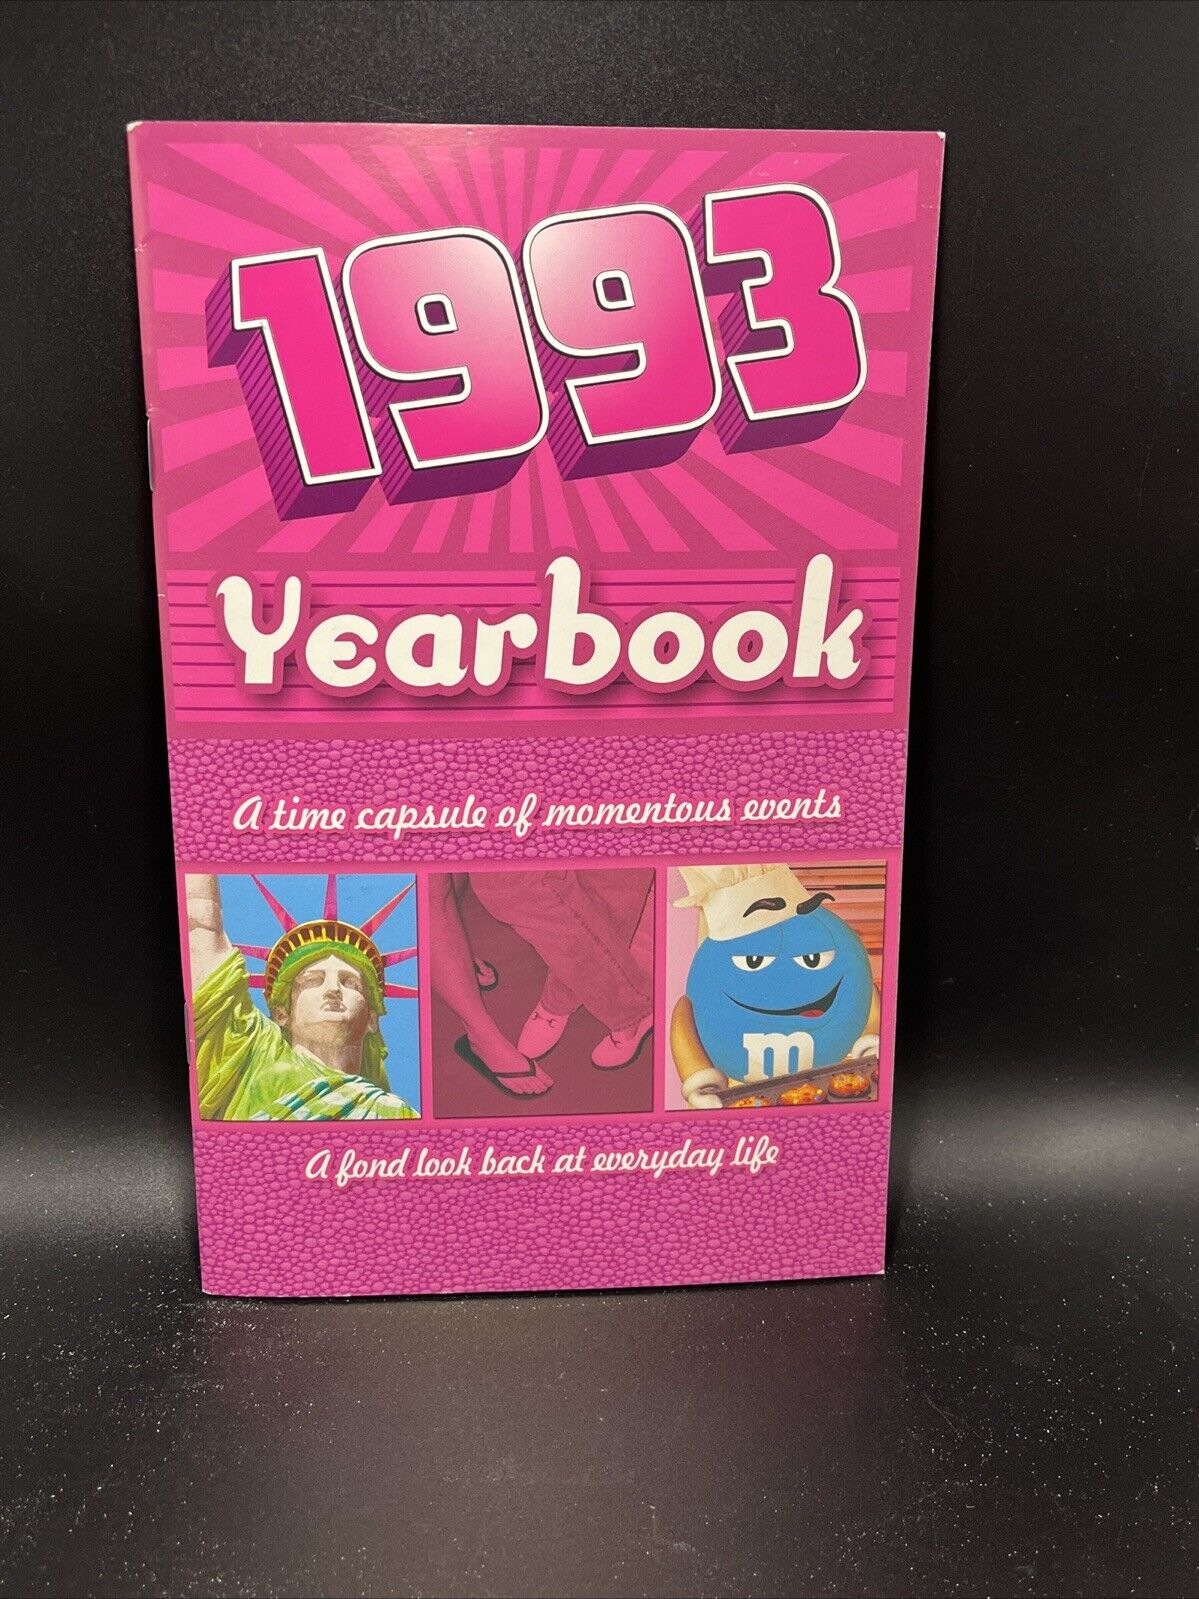 1993
Yearbook
A time capsule of momentous events
m
A fond look back at everyday life